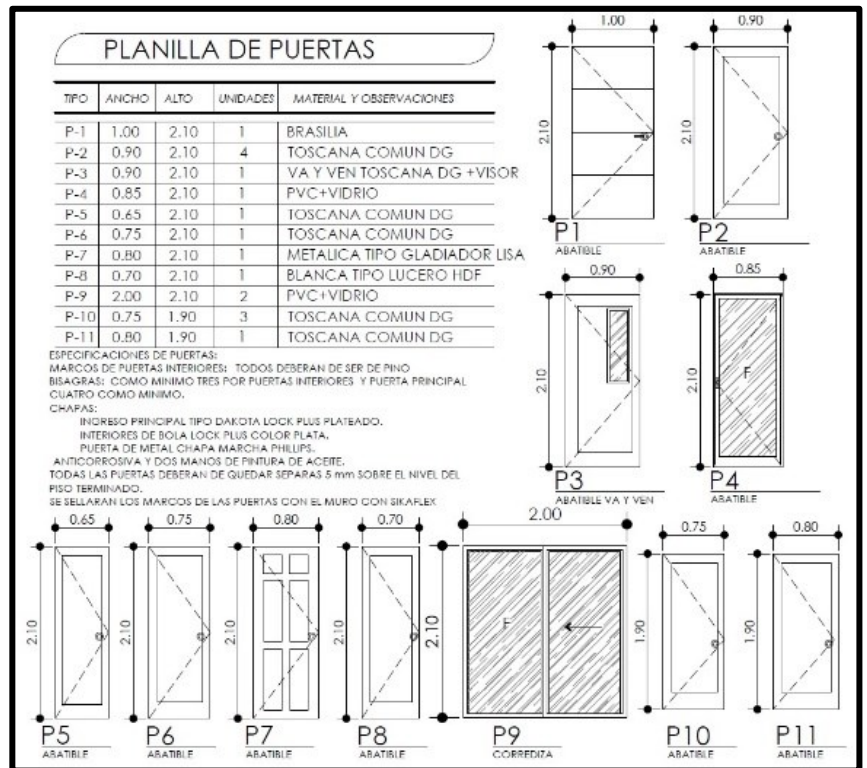 PLANILLA DE PUERTAS
TIPO ANCHO ALTO UNIDADES MATERIAL Y OBSERVACIONES
P-1 1.00 2.10 1 BRASILIA
P-2 0.90 2.10 4 TOSCANA COMUN DG
P-3 0.90 2.10 1 VA Y VEN TOSCANA DG +VISOR
P-4 0.85 2.10 1 PVC+VIDRIO
P-5 0.65 2.10 1 TOSCANA COMUN DG
P-6 0.75 2.10 1 TOSCANA COMUN DG
P-7 0.80 2.10 1 METALICA TIPO GLADIADOR LISA
P-8 0.70 2.10 1 BLANCA TIPO LUCERO HDF
P-9 2.00 2.10 2 PVC+VIDRIO
P-10 0.75 1.90 3 TOSCANA COMUN DG
P-11 0.80 1.90 1 TOSCANA COMUN DG
ESPECIFICACIONES DE PUERTAS:
MARCOS DE PUERTAS INTERIORES: TODOS DEBERAN DE SER DE PINO
BISAGRAS: COMO MINIMO TRES POR PUERTAS INTERIORES Y PUERTA PRINCIPAL
CUATRO COMO MINIMO.
CHAPAS:
INGRESO PRINCIPAL TIPO DAKOTA LOCK PLUS PLATEADO.
INTERIORES DE BOLA LOCK PLUS COLOR PLATA.
PUERTA DE METAL CHAPA MARCHA PHILLIPS.
ANTICORROSIVA Y DOS MANOS DE PINTURA DE ACEITE.
TODAS LAS PUERTAS DEBERAN DE QUEDAR SEPARAS 5 mm SOBRE EL NIVEL DEL
PISO TERMINADO.
SE SELLARAN LOS MARCOS DE LAS PUERTAS CON EL MURO CON SIKAFLEX
1.00
2.10
P1
ABATIBLE
0.90
2.10
P2
ABATIBLE
0.90
2.10
P3
ABATIBLE VA Y VEN
0.85
2.10
F
P4
ABATIBLE
0.65
2.10
P5
ABATIBLE
0.75
2.10
P6
ABATIBLE
0.80
2.10
P7
ABATIBLE
0.70
2.10
P8
ABATIBLE
2.00
2.10
F
P9
CORREDIZA
0.75
1.90
P10
ABATIBLE
0.80
1.90
P11
ABATIBLE